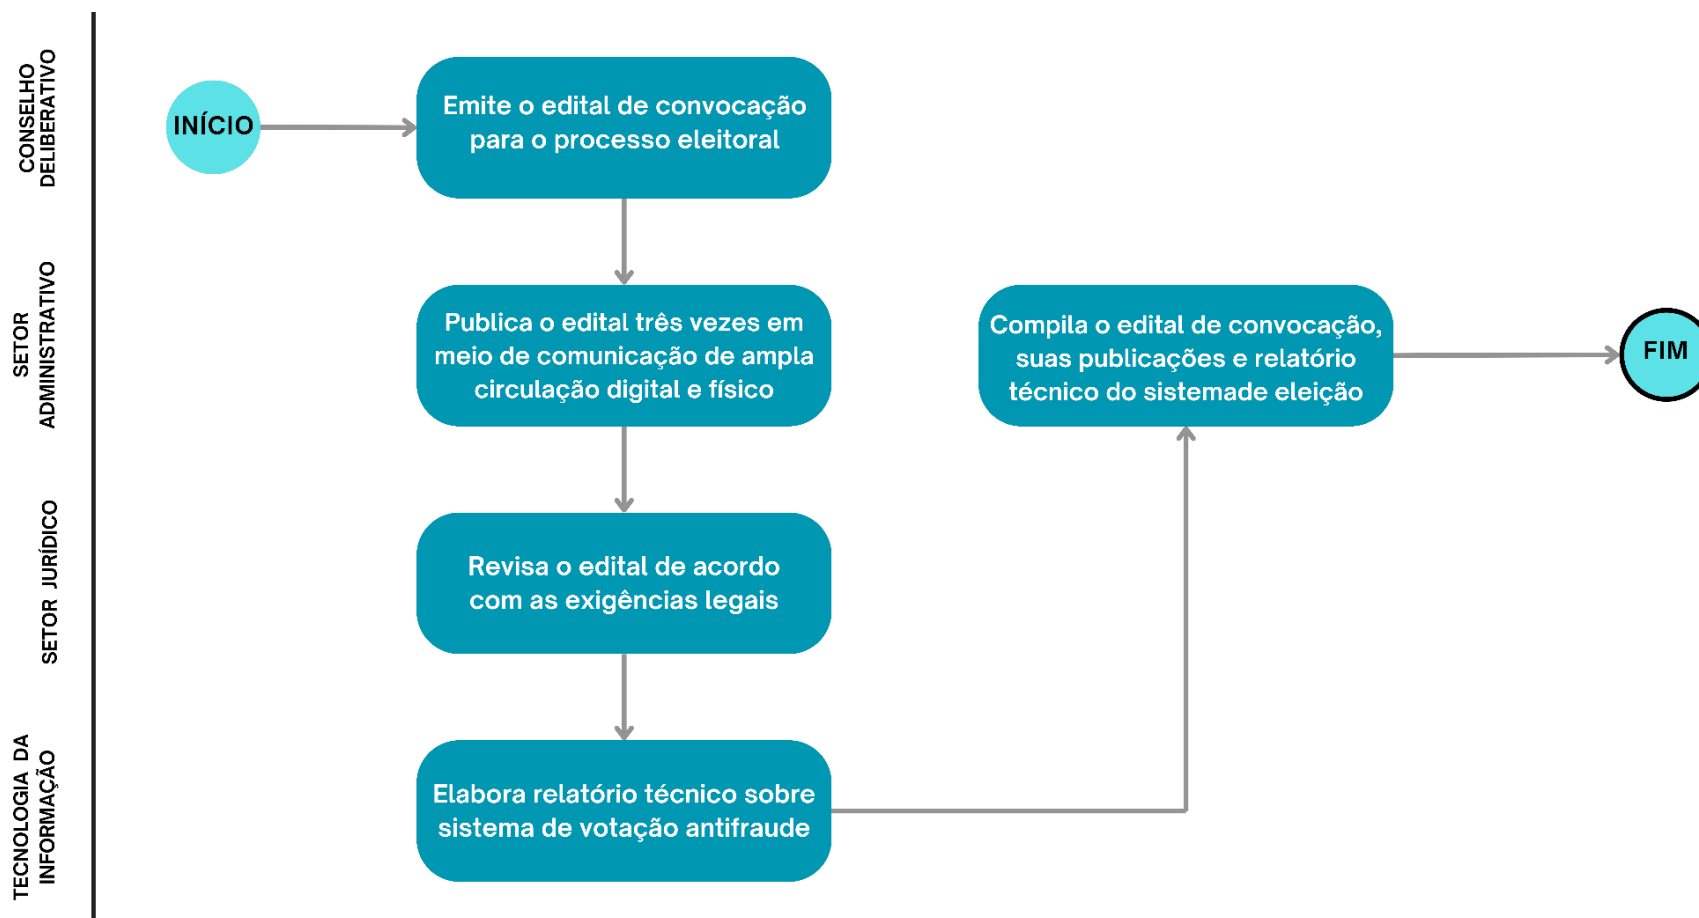 CONSELHO
DELIBERATIVO
INÍCIO
Emite o edital de convocação
para o processo eleitoral
SETOR
ADMINISTRATIVO
Publica o edital três vezes em
meio de comunicação de ampla
circulação digital e físico
Compila o edital de convocação,
suas publicações e relatório
técnico do sistemade eleição
FIM
SETOR JURÍDICO
Revisa o edital de acordo
com as exigências legais
TECNOLOGIA DA
INFORMAÇÃO
Elabora relatório técnico sobre
sistema de votação antifraude